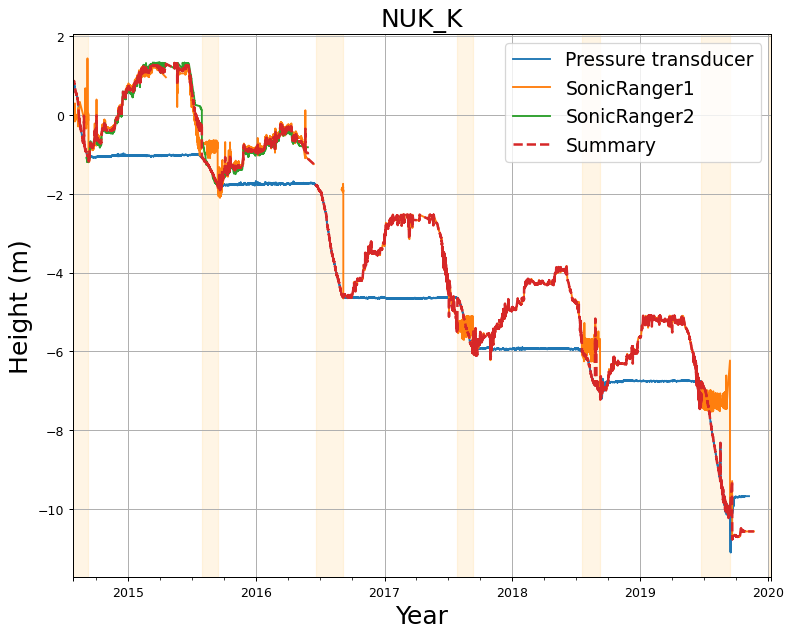 NUK_K
Pressure transducer
SonicRanger1
SonicRanger2
Summary
2
0
−2
−4
−6
−8
−10
Height (m)
2015 2016 2017 2018 2019 2020
Year